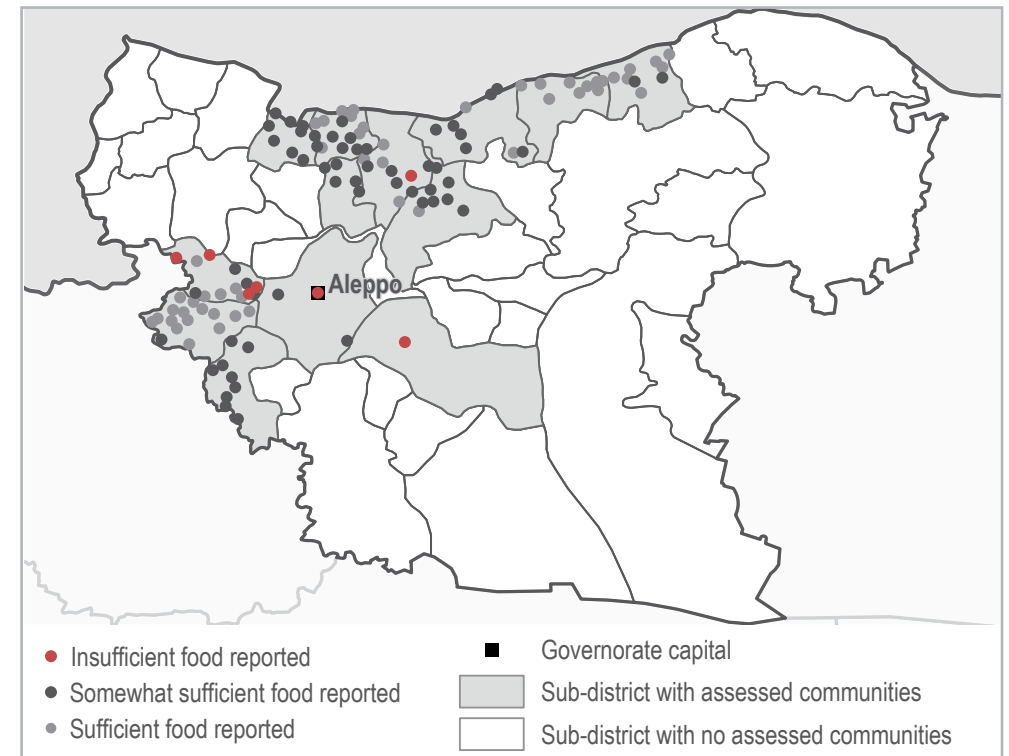 Aleppo
Insufficient food reported
Somewhat sufficient food reported
Sufficient food reported
Governorate capital
Sub-district with assessed communities
Sub-district with no assessed communities